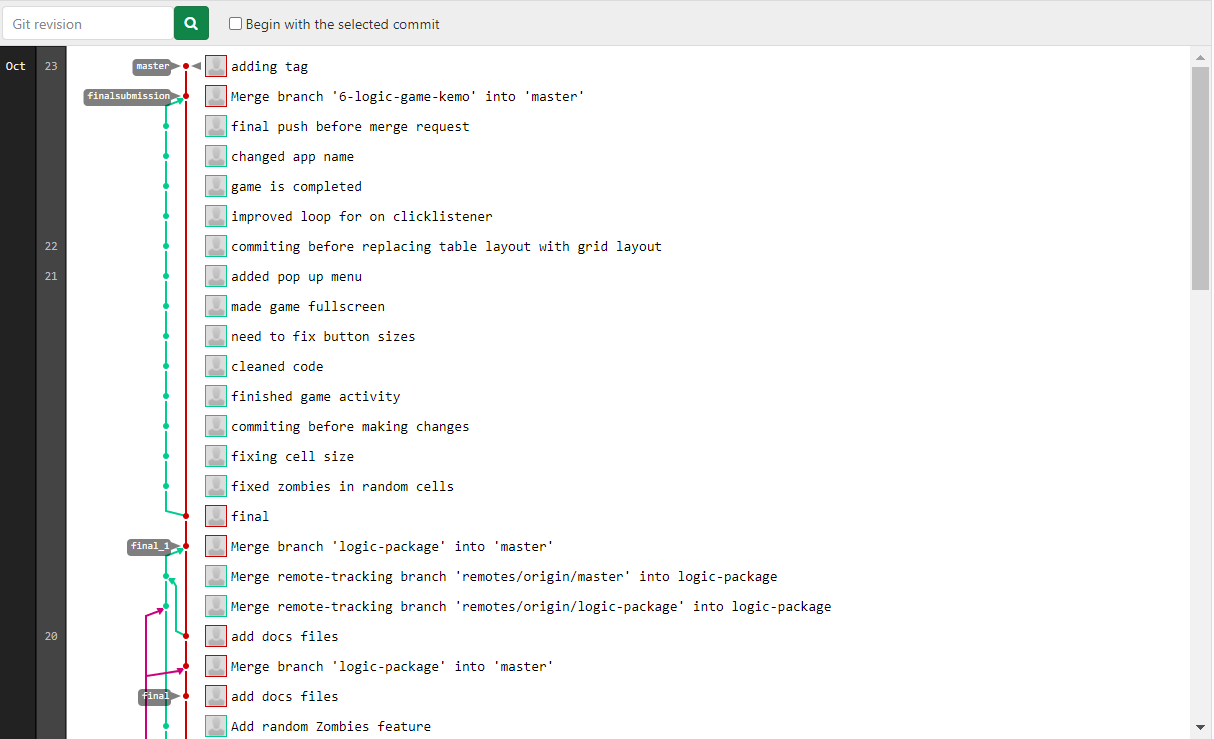 Git revision
Begin with the selected commit
Oct 23 master adding tag
finalsubmission Merge branch '6-logic-game-kemo' into 'master'
final push before merge request
changed app name
game is completed
improved loop for on clicklistener
22 commiting before replacing table layout with grid layout
21 added pop up menu
made game fullscreen
need to fix button sizes
cleaned code
finished game activity
commiting before making changes
fixing cell size
fixed zombies in random cells
final
final_1 Merge branch 'logic-package' into 'master'
Merge remote-tracking branch 'remotes/origin/master' into logic-package
Merge remote-tracking branch 'remotes/origin/logic-package' into logic-package
20 add docs files
Merge branch 'logic-package' into 'master'
final add docs files
Add random Zombies feature